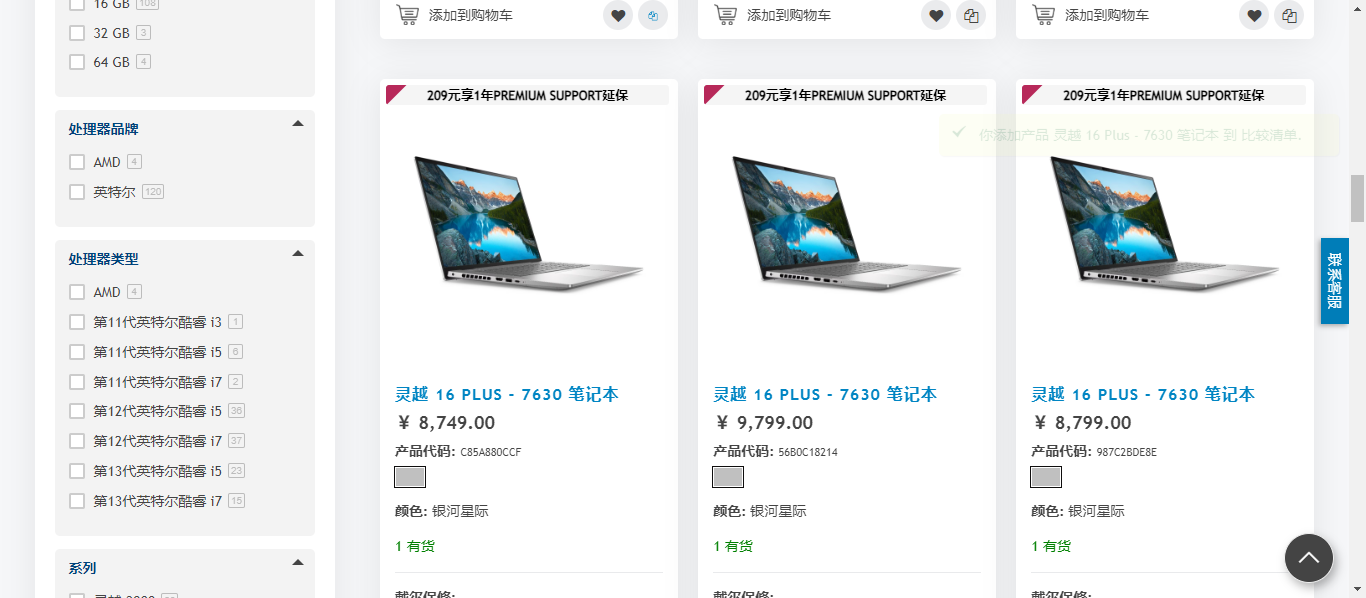 16 GB 108
32 GB 3
64 GB 4
处理器品牌
AMD 4
英特尔 120
处理器类型
AMD 4
第11代英特尔酷睿 i3 1
第11代英特尔酷睿 i5 6
第11代英特尔酷睿 i7 2
第12代英特尔酷睿 i5 36
第12代英特尔酷睿 i7 37
第13代英特尔酷睿 i5 23
第13代英特尔酷睿 i7 15
系列
添加到购物车
添加到购物车
添加到购物车
209元享1年PREMIUM SUPPORT延保
209元享1年PREMIUM SUPPORT延保
209元享1年PREMIUM SUPPORT延保
你添加产品 灵越 16 Plus - 7630 笔记本 到 比较清单.
联系客服
灵越 16 PLUS - 7630 笔记本
¥ 8,749.00
产品代码: C85A880CCF
颜色: 银河星际
1 有货
戴尔保修:
灵越 16 PLUS - 7630 笔记本
¥ 9,799.00
产品代码: 56B0C18214
颜色: 银河星际
1 有货
戴尔保修:
灵越 16 PLUS - 7630 笔记本
¥ 8,799.00
产品代码: 987C2BDE8E
颜色: 银河星际
1 有货
戴尔保修: